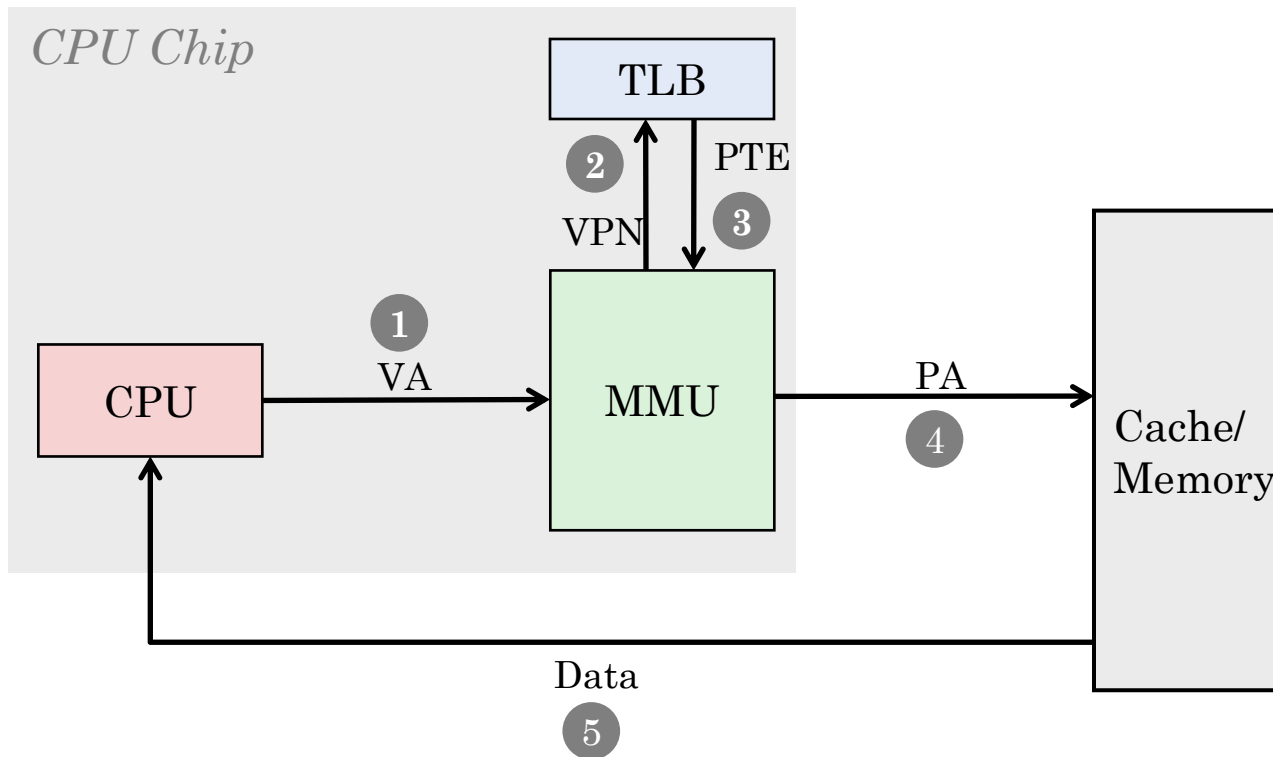 CPU Chip
TLB
2
PTE
VPN
3
1
VA
CPU
MMU
PA
4
Cache/
Memory
Data
5